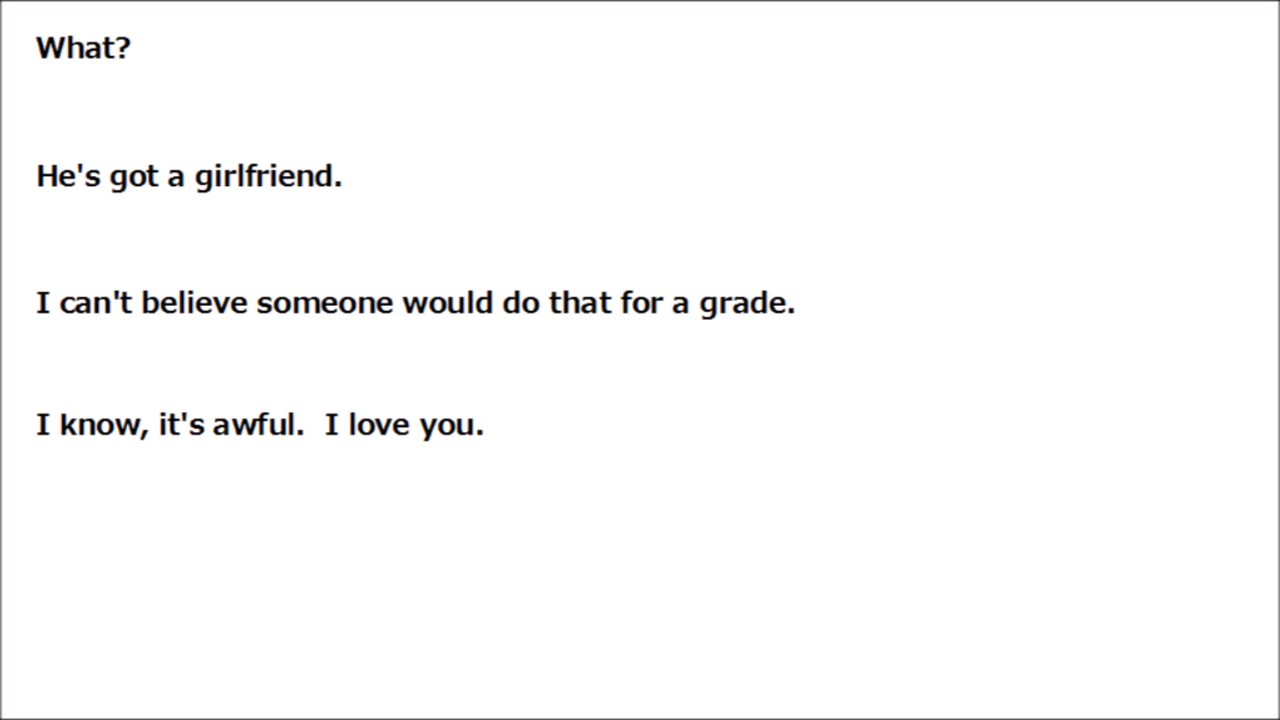 What?
He's got a girlfriend.
I can't believe someone would do that for a grade.
I know, it's awful.  I love you.